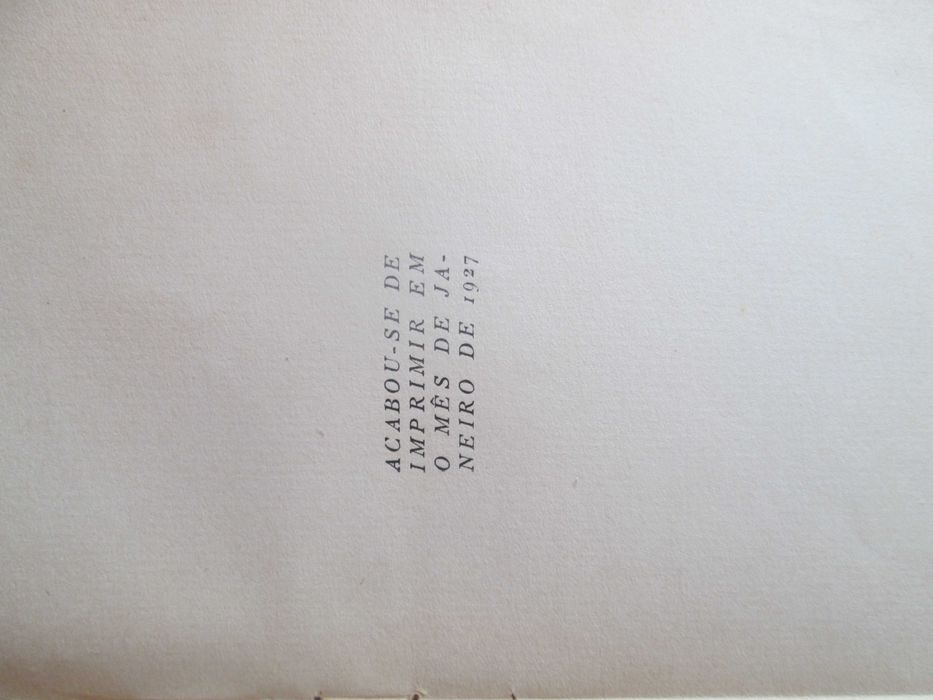 ACABOU-SE DE
IMPRIMIR EM
O MÊS DE JA-
NEIRO DE 1927